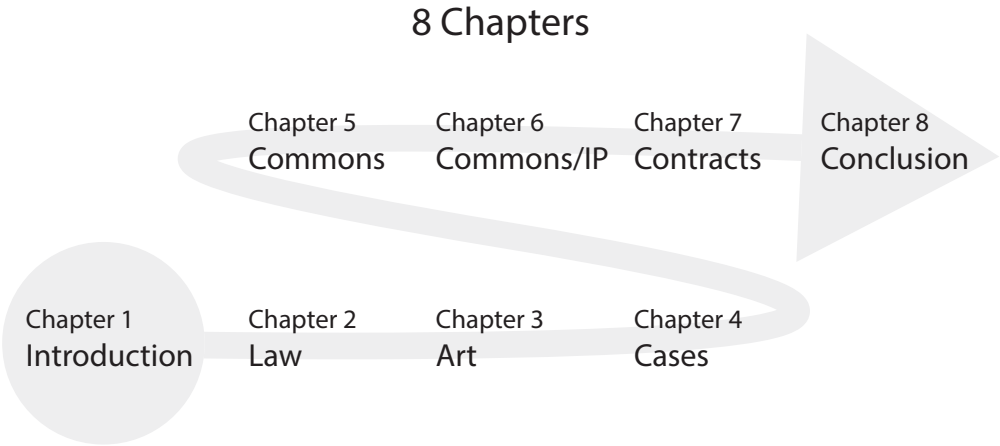 8 Chapters
Chapter 1
Introduction
Chapter 2
Law
Chapter 3
Art
Chapter 4
Cases
Chapter 5
Commons
Chapter 6
Commons/IP
Chapter 7
Contracts
Chapter 8
Conclusion